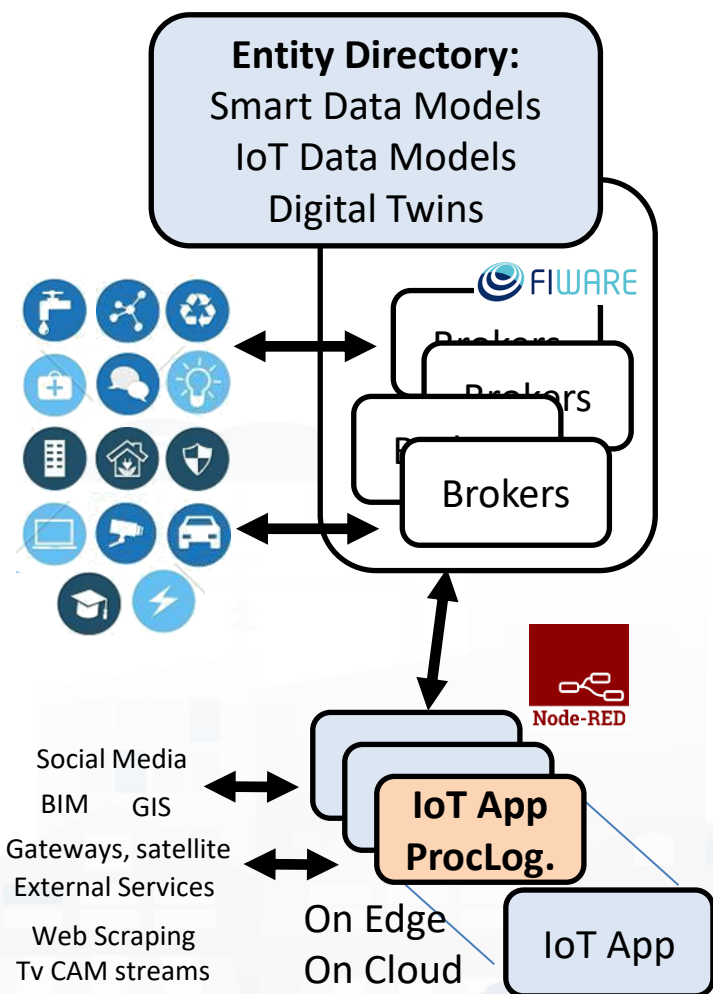 Entity Directory:
Smart Data Models
IoT Data Models
Digital Twins
FIWARE
Brokers
Brokers
Brokers
Node-RED
Social Media
BIM GIS
Gateways, satellite
External Services
Web Scraping
Tv CAM streams
IoT App
ProcLog.
On Edge
On Cloud
IoT App